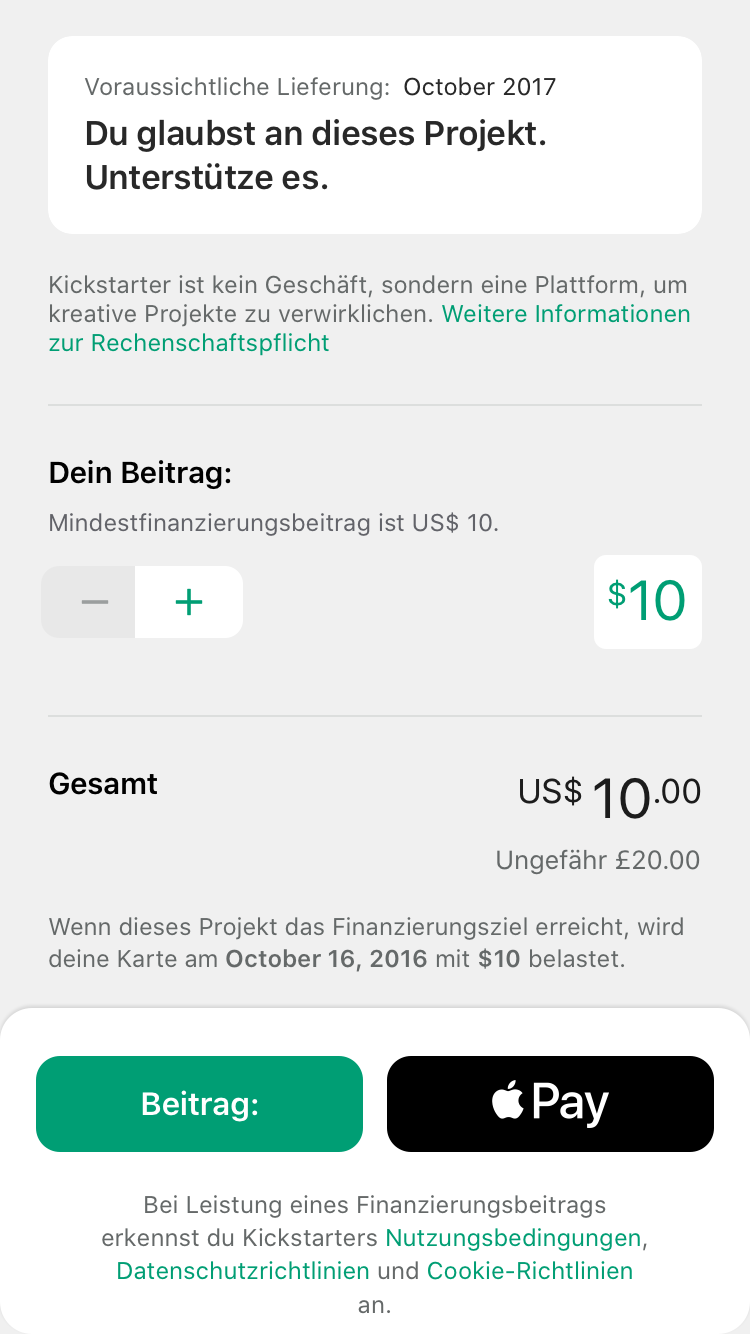 Voraussichtliche Lieferung: October 2017
Du glaubst an dieses Projekt.
Unterstütze es.
Kickstarter ist kein Geschäft, sondern eine Plattform, um
kreative Projekte zu verwirklichen. Weitere Informationen
zur Rechenschaftspflicht
Dein Beitrag:
Mindestfinanzierungsbeitrag ist US$ 10.
− +
$10
Gesamt
US$ 10.00
Ungefähr £20.00
Wenn dieses Projekt das Finanzierungsziel erreicht, wird
deine Karte am October 16, 2016 mit $10 belastet.
Beitrag:
Pay
Bei Leistung eines Finanzierungsbeitrags
erkennst du Kickstarters Nutzungsbedingungen,
Datenschutzrichtlinien und Cookie-Richtlinien
an.